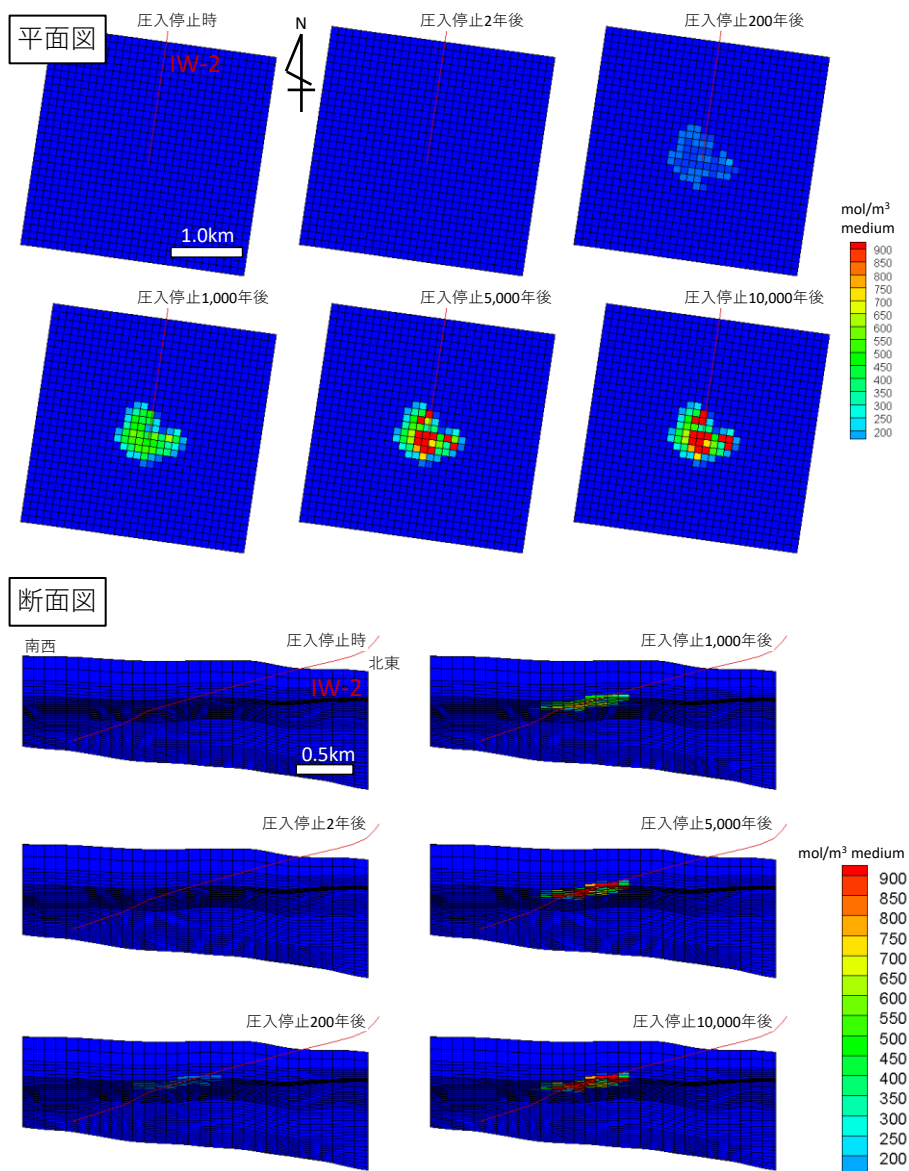 平面図
圧入停止時
圧入停止2年後
圧入停止200年後
IW-2
N
1.0km
mol/m³
medium
900
850
800
750
700
650
600
550
500
450
400
350
300
250
200
圧入停止1,000年後
圧入停止5,000年後
圧入停止10,000年後
断面図
南西
圧入停止時
北東
IW-2
0.5km
圧入停止1,000年後
圧入停止2年後
圧入停止5,000年後
圧入停止200年後
圧入停止10,000年後
mol/m³ medium
900
850
800
750
700
650
600
550
500
450
400
350
300
250
200